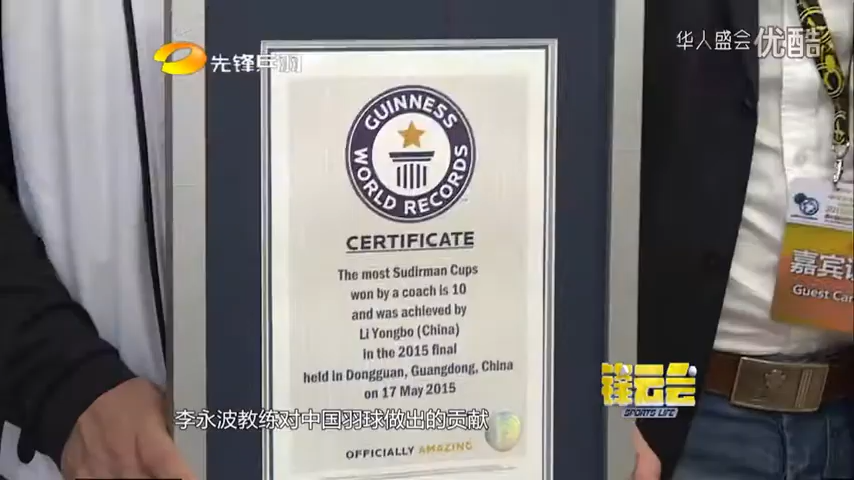 先锋乒羽
华人盛会优酷
GUINNESS
WORLD RECORDS
CERTIFICATE
The most Sudirman Cups
won by a coach is 10
and was achieved by
Li Yongbo (China)
in the 2015 final
held in Dongguan, Guangdong, China
on 17 May 2015
OFFICIALLY AMAZING
嘉宾
Guest Car
锋云会
SPORTS LIFE
李永波教练对中国羽球做出的贡献